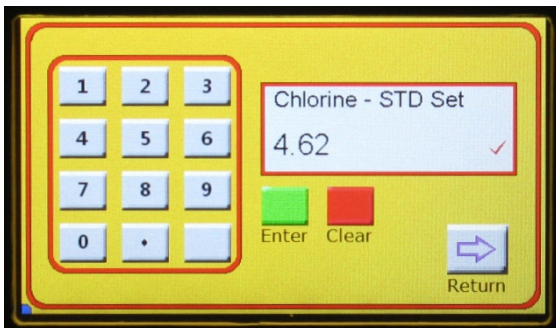 1 2 3
4 5 6
7 8 9
0 .
Chlorine - STD Set
4.62
Enter Clear
Return